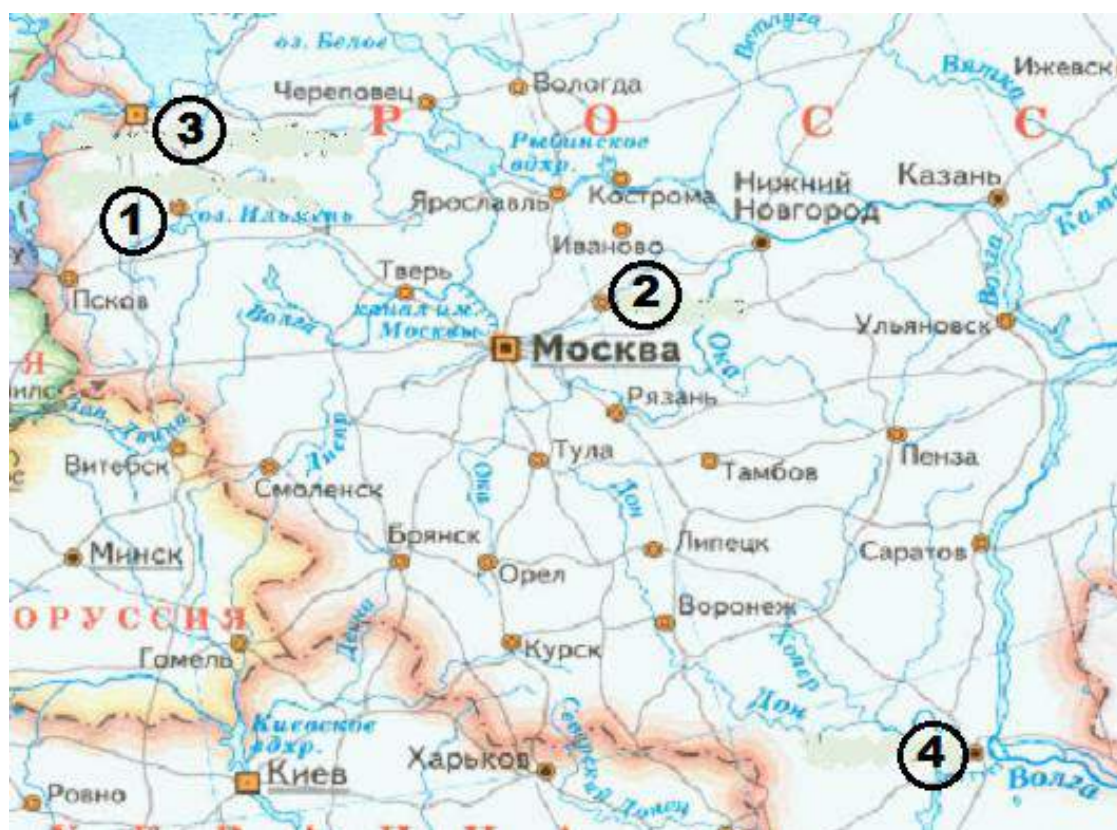 оз. Белое
Ветлуга
Вятка
Ижевск
Череповец
Вологда
Р О С С
3
Рыбинское
вдхр.
Кострома
Ярославль
Нижний
Новгород
Казань
Кам
1
оз. Ильмень
Иваново
Волга
У
Псков
Тверь
2
канал им.
Москвы
Волга
Ульяновск
Москва
Ока
Я
Рязань
Зап. Двина
Витебск
Днепр
Смоленск
Ока
Тула
Дон
Тамбов
Пенза
Минск
Брянск
Орел
Липецк
Саратов
ОРУССИЯ
Воронеж
Гомель
Десна
Курск
Хопер
Дон
Киевское
вдхр.
Киев
Харьков
Северский Донец
4
Волга
Ровно